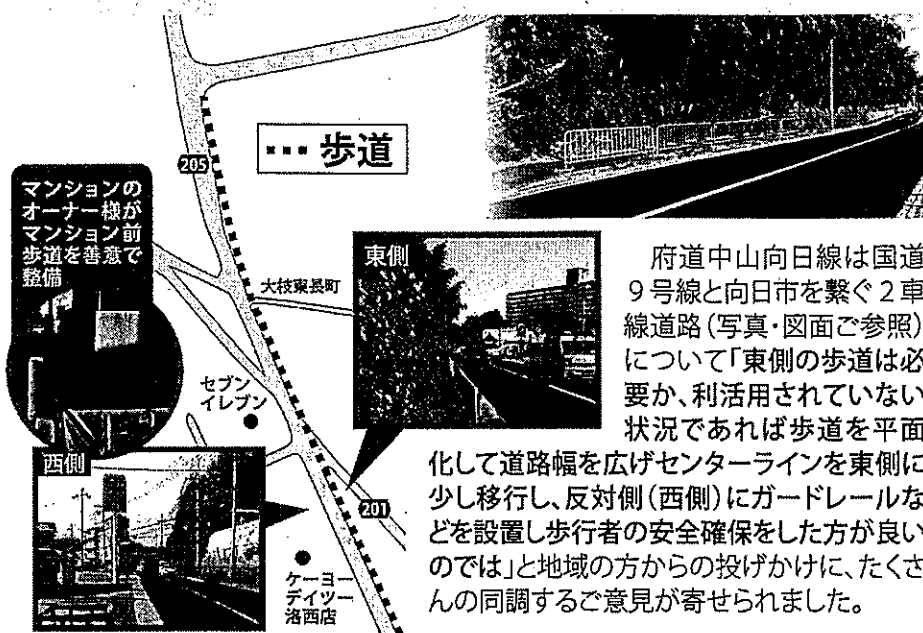 歩道
205
マンションの
オーナー様が
マンション前
歩道を善意で
整備
東側
大枝東長町
セブン
イレブン
西側
201
ケーヨー
デイツー
洛西店
府道中山向日線は国道
9号線と向日市を繋ぐ2車
線道路(写真・図面ご参照)
について「東側の歩道は必
要か、利活用されていない
状況であれば歩道を平面
化して道路幅を広げセンターラインを東側に
少し移行し、反対側(西側)にガードレールな
どを設置し歩行者の安全確保をした方が良い
のでは」と地域の方からの投げかけに、たくさ
んの同調するご意見が寄せられました。